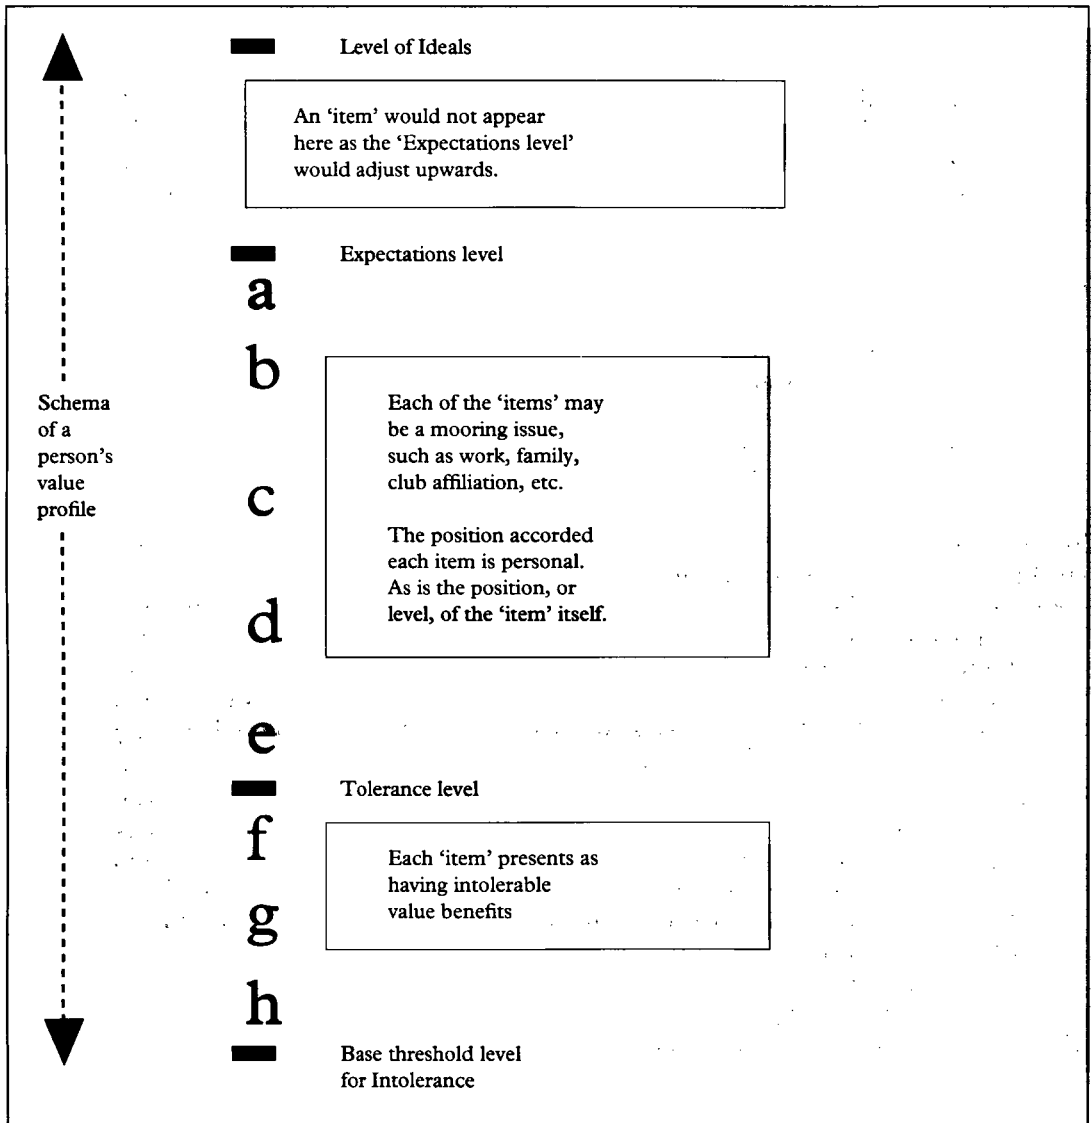 Level of Ideals
An ‘item’ would not appear
here as the ‘Expectations level’
would adjust upwards.
Expectations level
a
b
Schema
of a
person's
value
profile
Each of the ‘items’ may
be a mooring issue,
such as work, family,
club affiliation, etc.
The position accorded
each item is personal.
As is the position, or
level, of the ‘item’ itself.
c
d
e
Tolerance level
f
Each ‘item’ presents as
having intolerable
value benefits
g
h
Base threshold level
for Intolerance